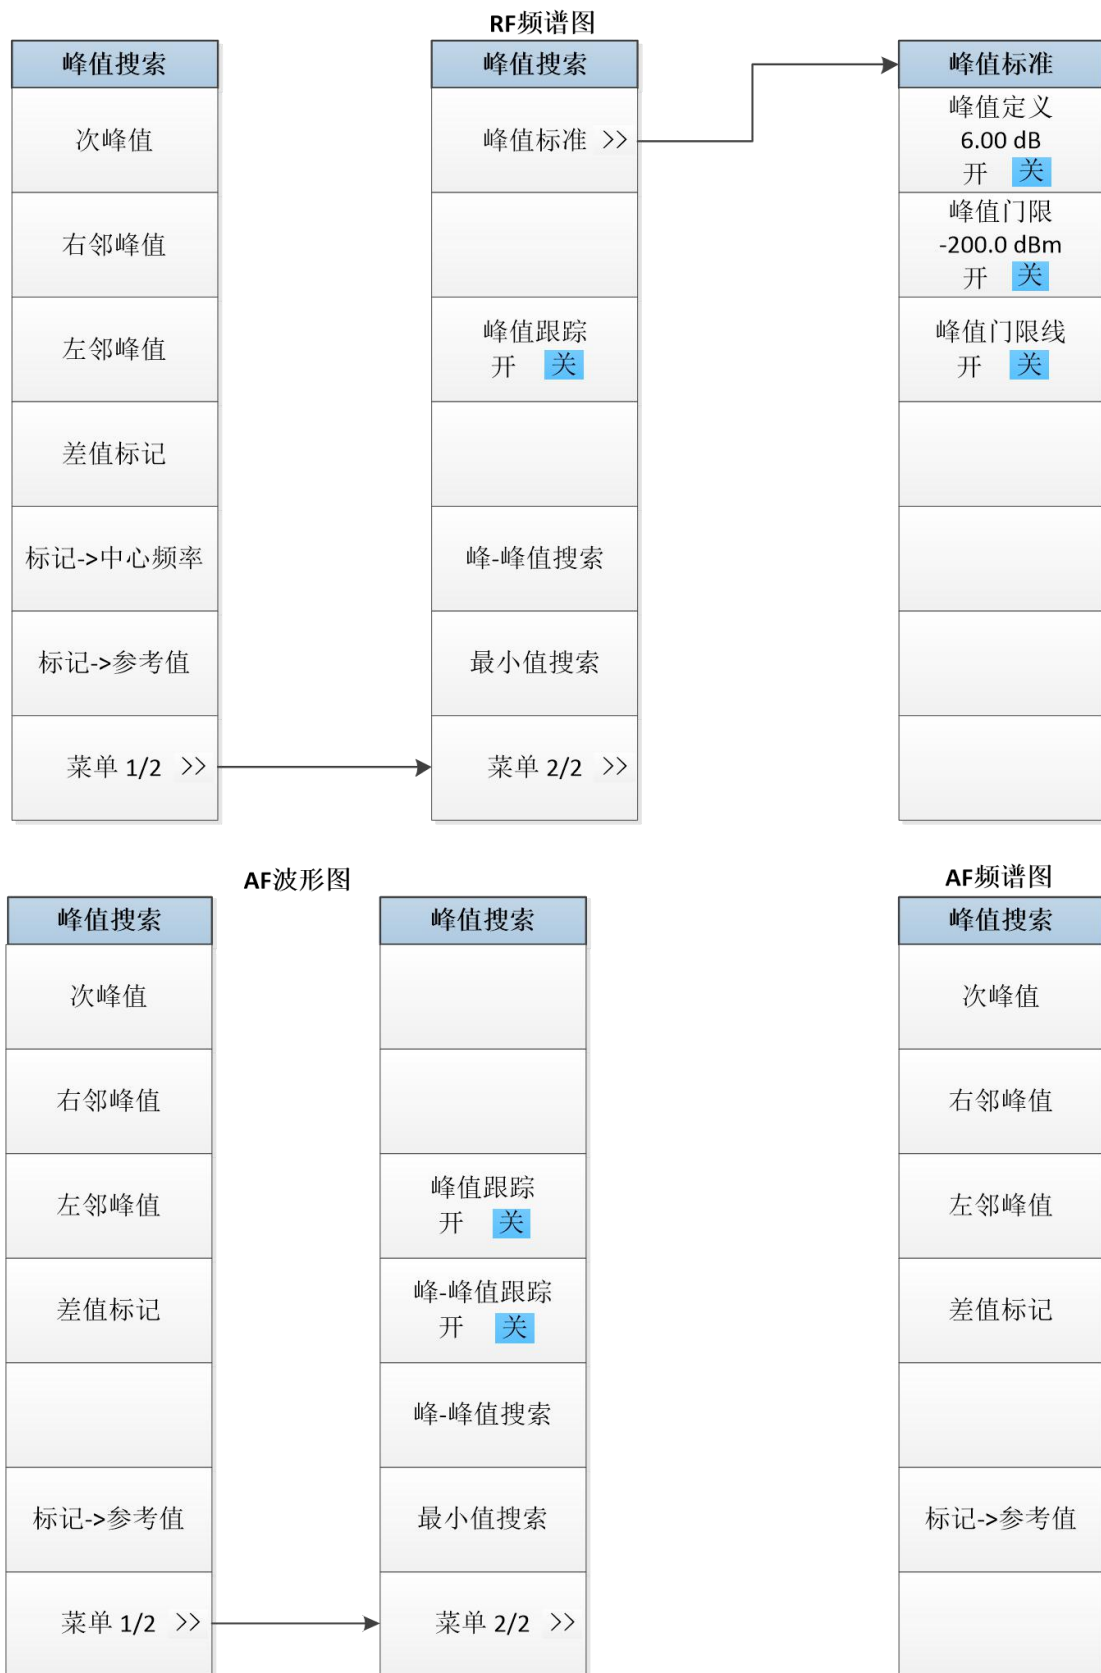 RF频谱图
峰值搜索
次峰值
右邻峰值
左邻峰值
差值标记
标记->中心频率
标记->参考值
菜单 1/2 >>
峰值搜索
峰值标准 >>
峰值跟踪
开 关
峰-峰值搜索
最小值搜索
菜单 2/2 >>
峰值标准
峰值定义
6.00 dB
开 关
峰值门限
-200.0 dBm
开 关
峰值门限线
开 关
AF波形图
峰值搜索
次峰值
右邻峰值
左邻峰值
差值标记
标记->参考值
菜单 1/2 >>
峰值搜索
峰值跟踪
开 关
峰-峰值跟踪
开 关
峰-峰值搜索
最小值搜索
菜单 2/2 >>
AF频谱图
峰值搜索
次峰值
右邻峰值
左邻峰值
差值标记
标记->参考值